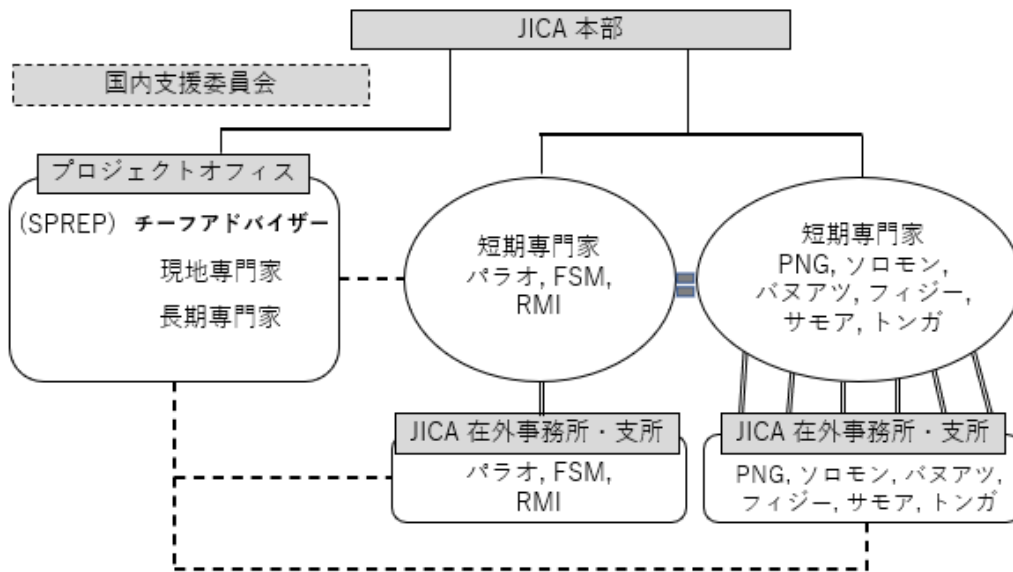 JICA 本部
国内支援委員会
プロジェクトオフィス
(SPREP) チーフアドバイザー
現地専門家
長期専門家
短期専門家
パラオ, FSM,
RMI
短期専門家
PNG, ソロモン,
バヌアツ, フィジー,
サモア, トンガ
JICA 在外事務所・支所
パラオ, FSM,
RMI
JICA 在外事務所・支所
PNG, ソロモン, バヌアツ,
フィジー, サモア, トンガ